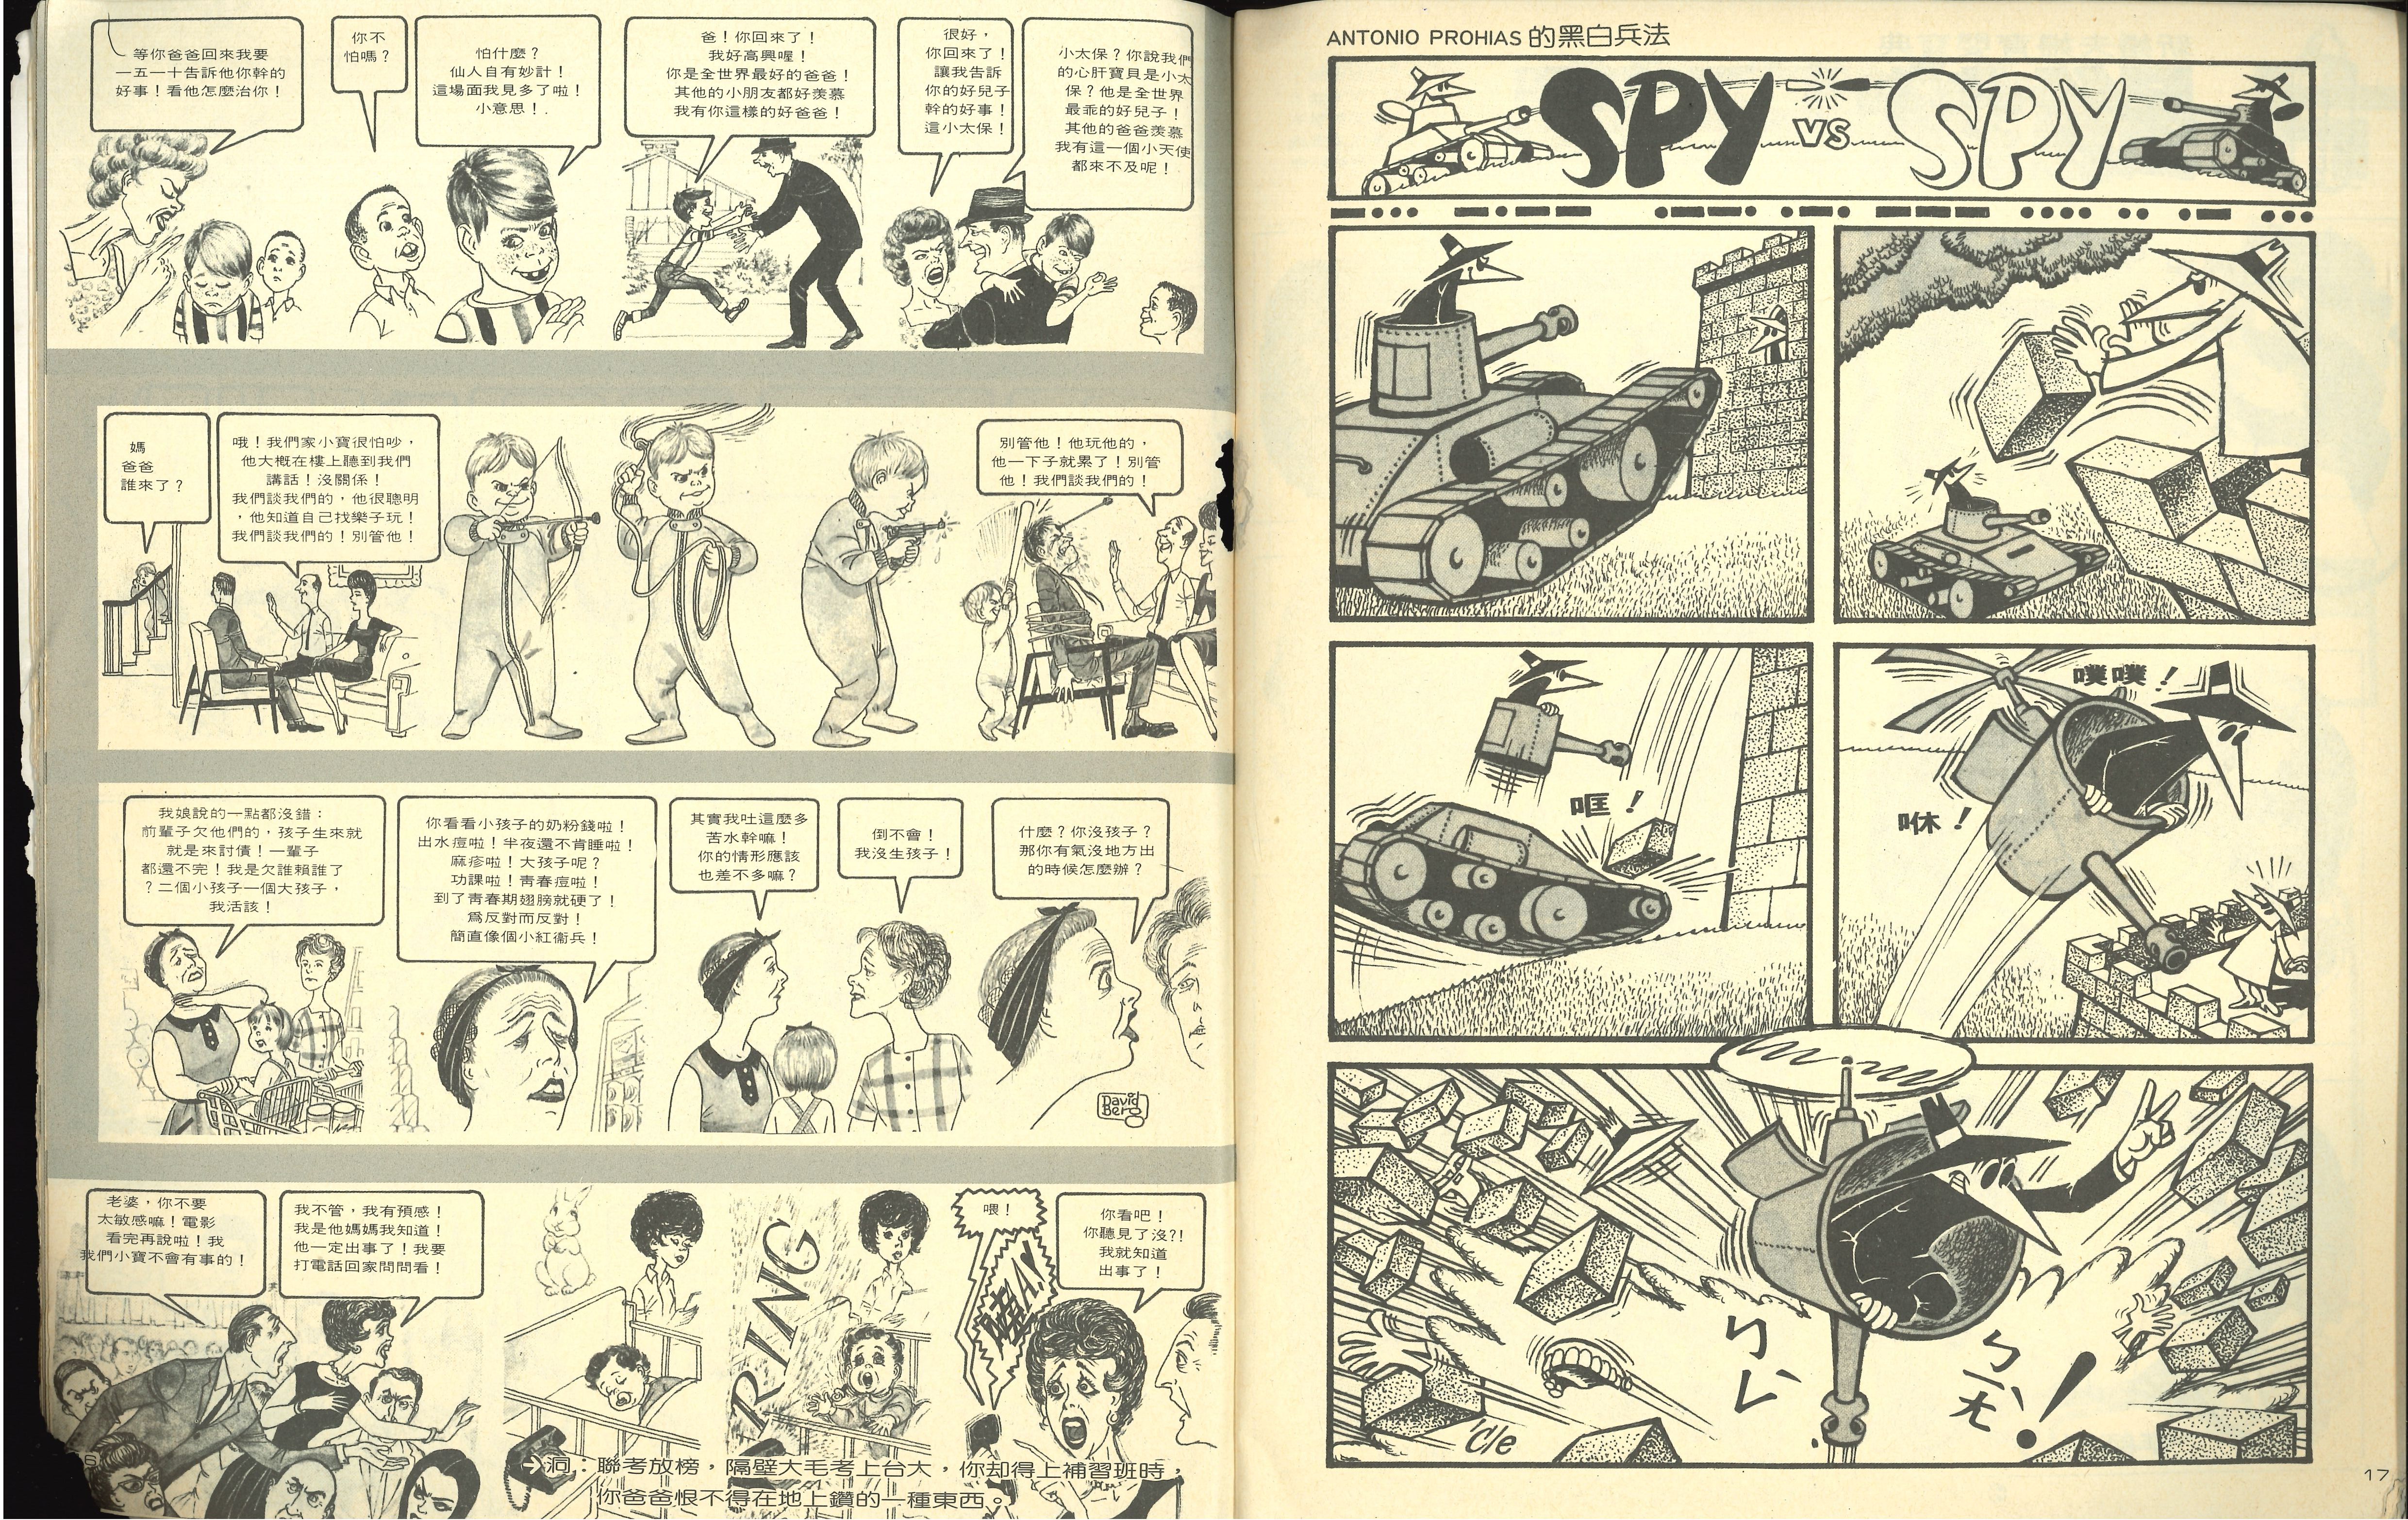 等你爸爸回來我要
一五一十告訴他你幹的
好事！看他怎麼治你！
你不
怕嗎？
怕什麼？
仙人自有妙計！
這場面我見多了啦！
小意思！
爸！你回來了！
我好高興喔！
你是全世界最好的爸爸！
其他的小朋友都好羨慕
我有你這樣的好爸爸！
很好，
你回來了！
讓我告訴
你的好兒子
幹的好事！
這小太保！
小太保？你說我們
的心肝寶貝是小太
保？他是全世界
最乖的好兒子！
其他的爸爸羨慕
我有這一個小天使
都來不及呢！
媽
爸爸
誰來了？
哦！我們家小寶很怕吵，
他大概在樓上聽到我們
講話！沒關係！
我們談我們的，他很聰明
，他知道自己找樂子玩！
我們談我們的！別管他！
別管他！他玩他的，
他一下子就累了！別管
他！我們談我們的！
我娘說的一點都沒錯：
前輩子欠他們的，孩子生來就
就是來討債！一輩子
都還不完！我是欠誰賴誰了
？二個小孩子一個大孩子，
我活該！
你看看小孩子的奶粉錢啦！
出水痘啦！半夜還不肯睡啦！
麻疹啦！大孩子呢？
功課啦！青春痘啦！
到了青春期翅膀就硬了！
爲反對而反對！
簡直像個小紅衞兵！
其實我吐這麼多
苦水幹嘛！
你的情形應該
也差不多嘛？
倒不會！
我沒生孩子！
什麼？你沒孩子？
那你有氣沒地方出
的時候怎麼辦？
David
Berg
老婆，你不要
太敏感嘛！電影
看完再說啦！我
我們小寶不會有事的！
我不管，我有預感！
我是他媽媽我知道！
他一定出事了！我要
打電話回家問問看！
RING
喂！
哇A!
你看吧！
你聽見了沒?!
我就知道
出事了！
→洞：聯考放榜，隔壁大毛考上台大，你却得上補習班時，
你爸爸恨不得在地上鑽的一種東西。
6
ANTONIO PROHIAS 的黑白兵法
SPY VS SPY
哐！
噗噗！
咻！
ㄅㄥˋ
ㄅㄧㄤˋ！
'Cle
17